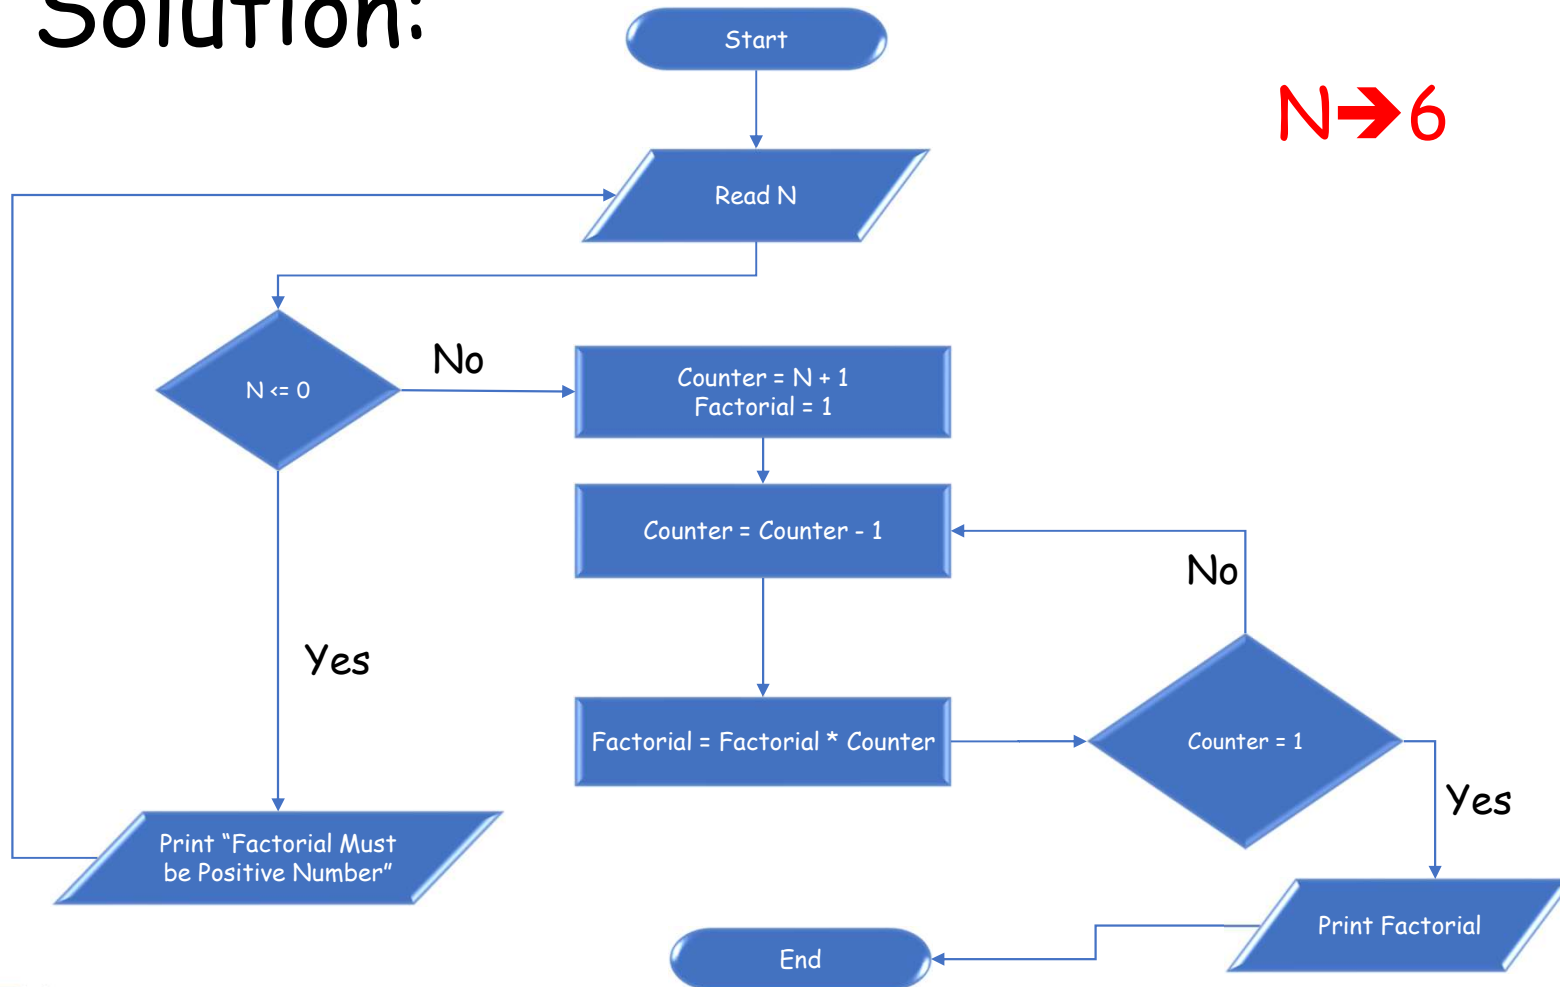 Solution:
Start
N➔6
Read N
N <= 0
No
Counter = N + 1
Factorial = 1
Counter = Counter - 1
No
Yes
Factorial = Factorial * Counter
Counter = 1
Yes
Print “Factorial Must
be Positive Number”
Print Factorial
End